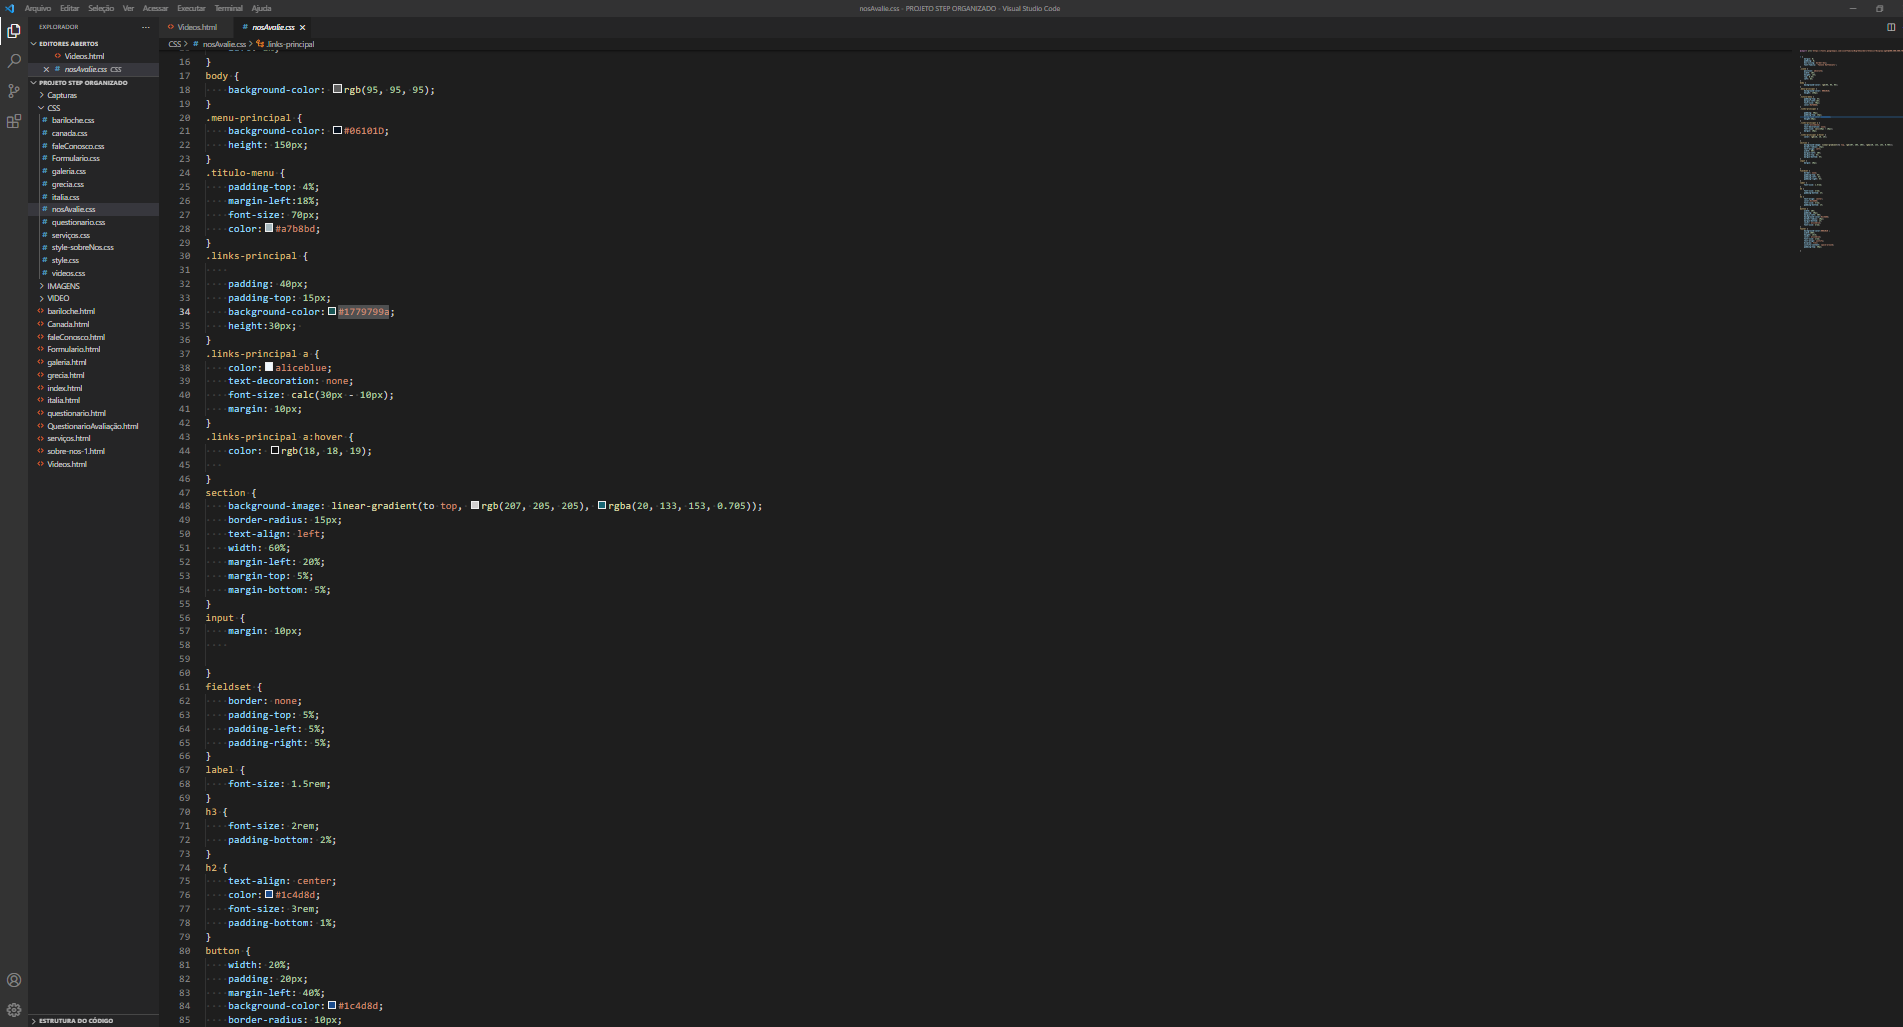 Arquivo Editar Seleção Ver Acessar Executar Terminal Ajuda
nosAvalie.css - PROJETO STEP ORGANIZADO - Visual Studio Code
EXPLORADOR ...
EDITORES ABERTOS
Videos.html
nosAvalie.css CSS
PROJETO STEP ORGANIZADO
Capturas
CSS
bariloche.css
canada.css
faleConosco.css
Formulario.css
galeria.css
grecia.css
italia.css
nosAvalie.css
questionario.css
serviços.css
style-sobreNos.css
style.css
videos.css
IMAGENS
VIDEO
bariloche.html
Canada.html
faleConosco.html
Formulario.html
galeria.html
grecia.html
index.html
italia.html
questionario.html
QuestionarioAvaliação.html
serviços.html
sobre-nos-1.html
Videos.html
ESTRUTURA DO CÓDIGO
Videos.html
# nosAvalie.css
CSS > # nosAvalie.css > .links-principal
16 }
17 body {
18 background-color: rgb(95, 95, 95);
19 }
20 .menu-principal {
21 background-color: #06101D;
22 height: 150px;
23 }
24 .titulo-menu {
25 padding-top: 4%;
26 margin-left:18%;
27 font-size: 70px;
28 color: #a7b8bd;
29 }
30 .links-principal {
31
32 padding: 40px;
33 padding-top: 15px;
34 background-color: #1779799a;
35 height:30px;
36 }
37 .links-principal a {
38 color: aliceblue;
39 text-decoration: none;
40 font-size: calc(30px - 10px);
41 margin: 10px;
42 }
43 .links-principal a:hover {
44 color: rgb(18, 18, 19);
45
46 }
47 section {
48 background-image: linear-gradient(to top, rgb(207, 205, 205), rgba(20, 133, 153, 0.705));
49 border-radius: 15px;
50 text-align: left;
51 width: 60%;
52 margin-left: 20%;
53 margin-top: 5%;
54 margin-bottom: 5%;
55 }
56 input {
57 margin: 10px;
58
59
60 }
61 fieldset {
62 border: none;
63 padding-top: 5%;
64 padding-left: 5%;
65 padding-right: 5%;
66 }
67 label {
68 font-size: 1.5rem;
69 }
70 h3 {
71 font-size: 2rem;
72 padding-bottom: 2%;
73 }
74 h2 {
75 text-align: center;
76 color: #1c4d8d;
77 font-size: 3rem;
78 padding-bottom: 1%;
79 }
80 button {
81 width: 20%;
82 padding: 20px;
83 margin-left: 40%;
84 background-color: #1c4d8d;
85 border-radius: 10px;